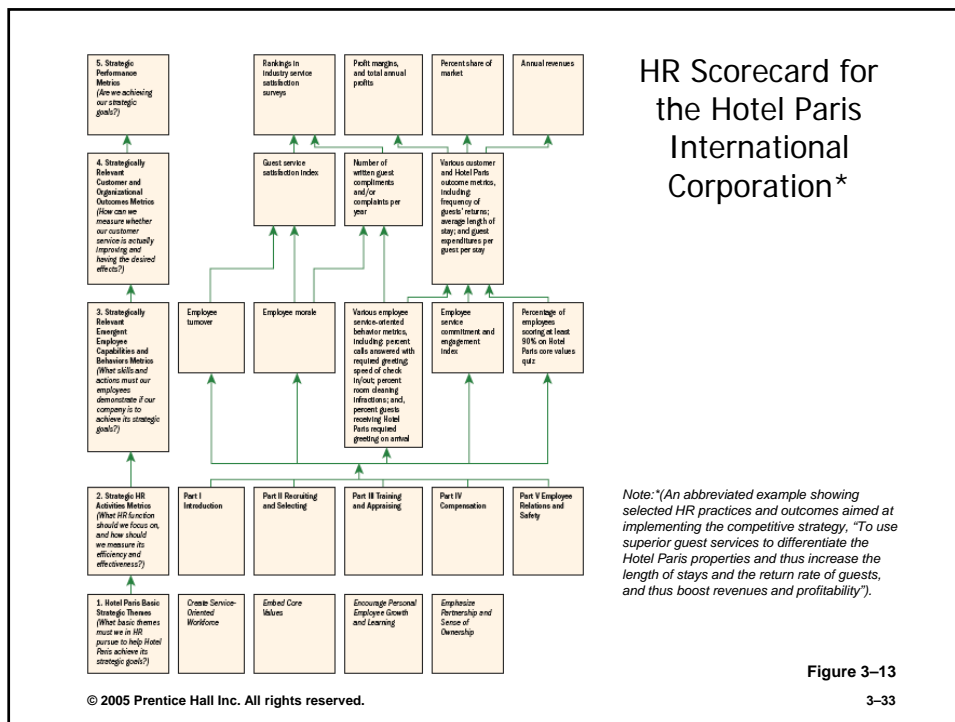 HR Scorecard for
the Hotel Paris
International
Corporation*
5. Strategic
Performance
Metrics
(Are we achieving
our strategic
goals?)
Rankings in
industry service
satisfaction
surveys
Profit margins,
and total annual
profits
Percent share of
market
Annual revenues
4. Strategically
Relevant
Customer and
Organizational
Outcomes Metrics
(How can we
measure whether
our customer
service is actually
improving and
having the desired
effects?)
Guest service
satisfaction index
Number of
written guest
compliments
and/or
complaints per
year
Various customer
and Hotel Paris
outcome metrics,
including:
frequency of
guests' returns;
average length of
stay; and guest
expenditures per
guest per stay
3. Strategically
Relevant
Emergent
Employee
Capabilities and
Behaviors Metrics
(What skills and
actions must our
employees
demonstrate if our
company is to
achieve its strategic
goals?)
Employee
turnover
Employee morale
Various employee
service-oriented
behavior metrics,
including: percent
calls answered with
required greeting;
speed of check
in/out; percent
room cleaning
infractions; and,
percent guests
receiving Hotel
Paris required
greeting on arrival
Employee
service
commitment and
engagement
index
Percentage of
employees
scoring at least
90% on Hotel
Paris core values
quiz
2. Strategic HR
Activities Metrics
(What HR function
should we focus on,
and how should
we measure its
efficiency and
effectiveness?)
Part I
Introduction
Part II Recruiting
and Selecting
Part III Training
and Appraising
Part IV
Compensation
Part V Employee
Relations and
Safety
1. Hotel Paris Basic
Strategic Themes
(What basic themes
must we in HR
pursue to help Hotel
Paris achieve its
strategic goals?)
Create Service-
Oriented
Workforce
Embed Core
Values
Encourage Personal
Employee Growth
and Learning
Emphasize
Partnership and
Sense of
Ownership
Note:*(An abbreviated example showing
selected HR practices and outcomes aimed at
implementing the competitive strategy, “To use
superior guest services to differentiate the
Hotel Paris properties and thus increase the
length of stays and the return rate of guests,
and thus boost revenues and profitability”).
Figure 3–13
© 2005 Prentice Hall Inc. All rights reserved.
3–33